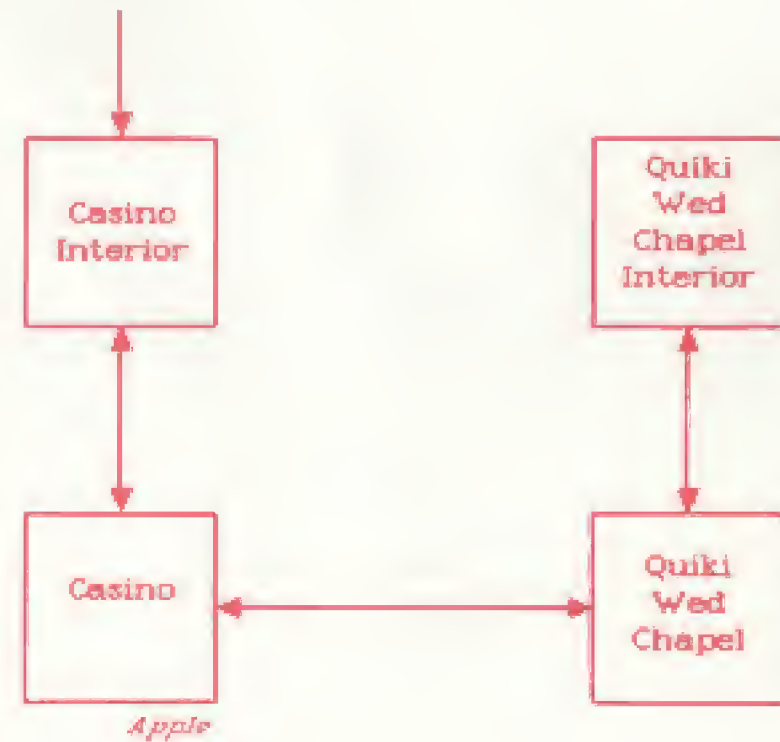 Casino
Interior
Quiki
Wed
Chapel
Interior
Casino
Quiki
Wed
Chapel
Apple